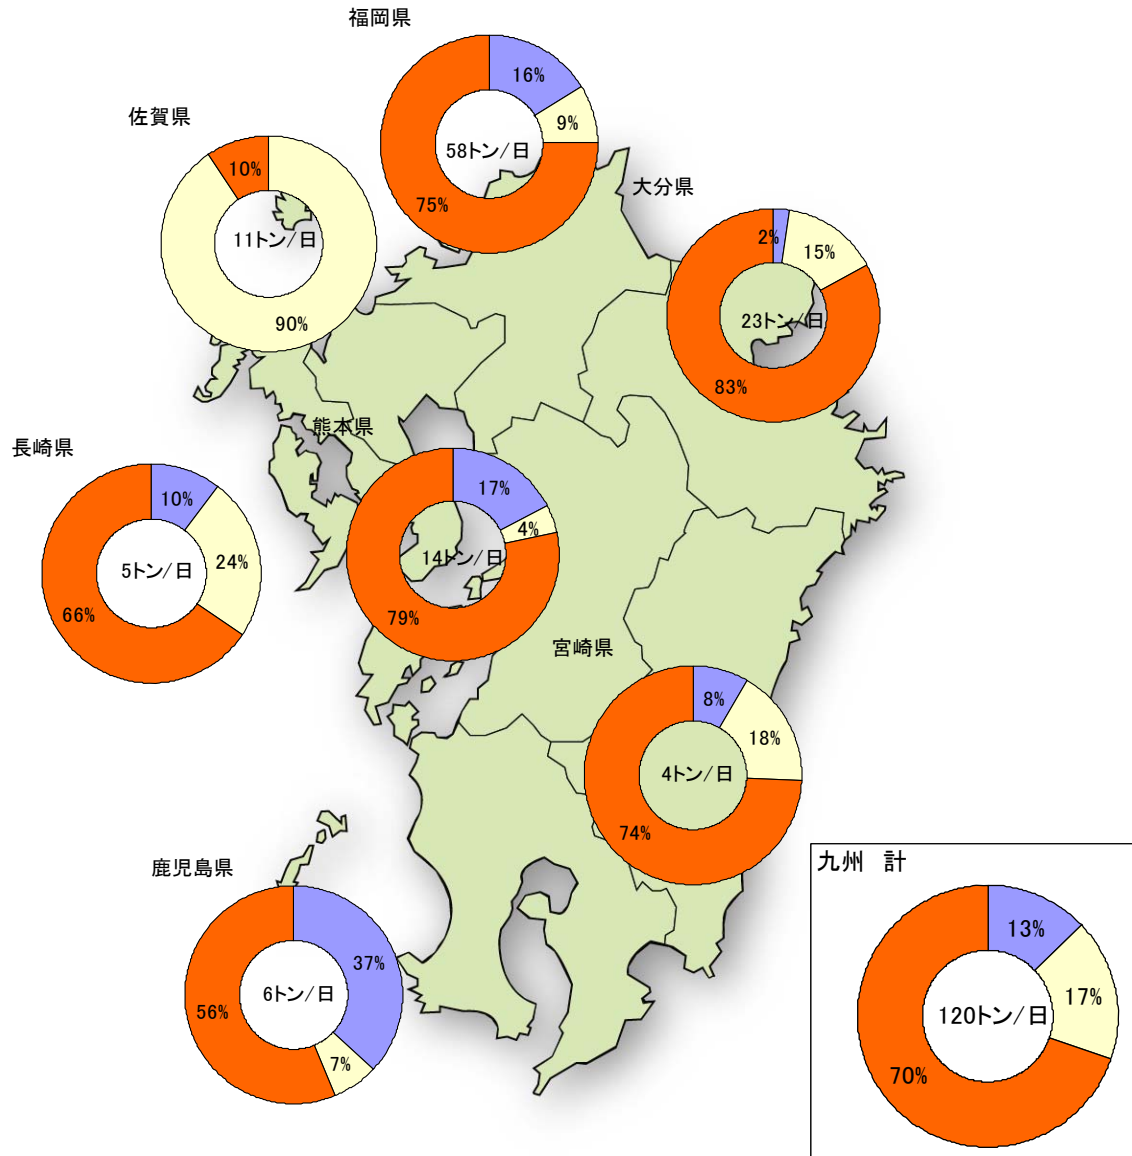 福岡県
16%
9%
58トン/日
75%
佐賀県
10%
11トン/日
90%
大分県
2%
15%
23トン/日
83%
熊本県
17%
4%
14トン/日
79%
長崎県
10%
24%
5トン/日
66%
宮崎県
8%
18%
4トン/日
74%
鹿児島県
37%
6トン/日
56%
7%
九州 計
13%
17%
120トン/日
70%